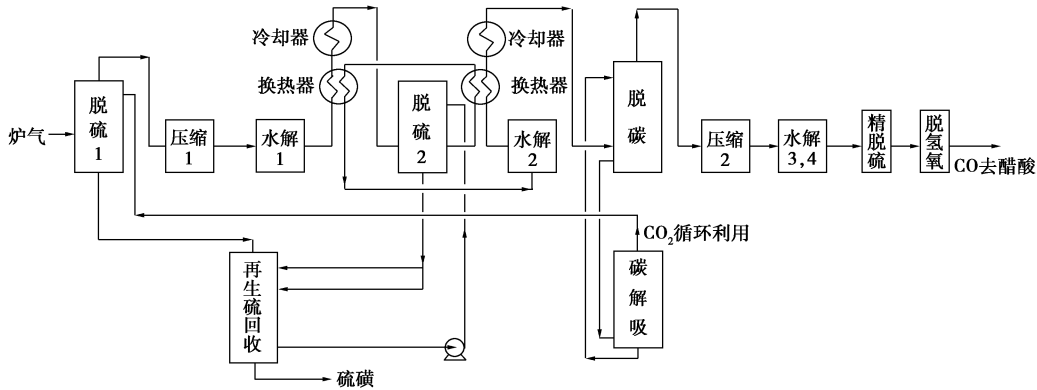 炉气
脱
硫
1
压缩
1
水解
1
冷却器
换热器
脱
硫
2
冷却器
换热器
水解
2
脱
碳
压缩
2
水解
3,4
精
脱
硫
脱
氢
氧
CO去醋酸
CO₂循环利用
碳
解
吸
再
生
硫
回
收
硫磺